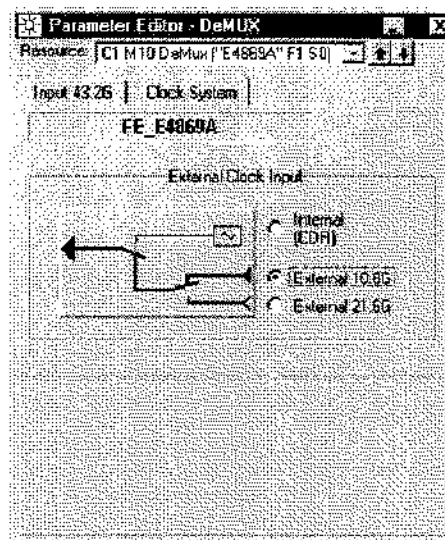 Parameter Editor - DeMUX
Resource: C1 M10 DeMux ("E4869A" F1 S0)
Input 43.2G Clock System
FE_E4869A
External Clock Input
Internal
(CDR)
External 10.8G
External 21.6G